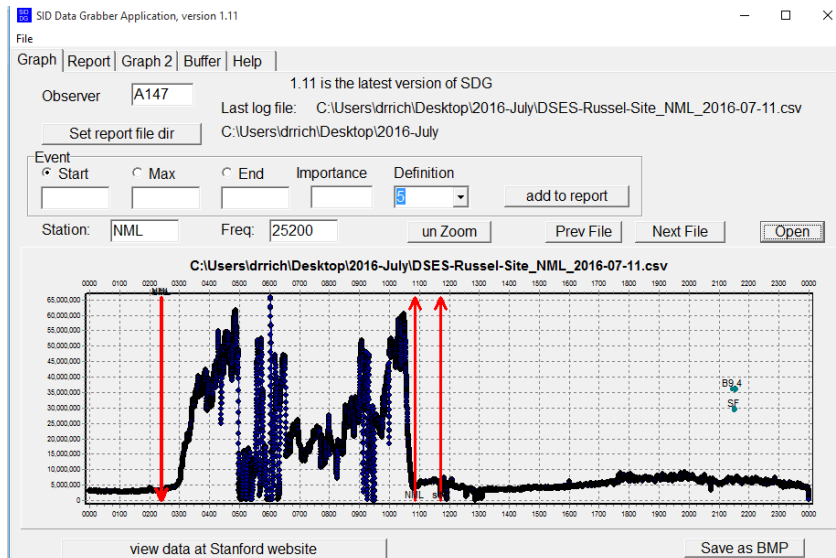 SID DG SID Data Grabber Application, version 1.11
File
Graph Report Graph 2 Buffer Help
1.11 is the latest version of SDG
Observer A147
Last log file: C:\Users\drrich\Desktop\2016-July\DSES-Russel-Site_NML_2016-07-11.csv
Set report file dir C:\Users\drrich\Desktop\2016-July
Event
Start Max End Importance Definition
5 add to report
Station: NML Freq: 25200 un Zoom Prev File Next File Open
C:\Users\drrich\Desktop\2016-July\DSES-Russel-Site_NML_2016-07-11.csv
0000 0100 0200 0300 0400 0500 0600 0700 0800 0900 1000 1100 1200 1300 1400 1500 1600 1700 1800 1900 2000 2100 2200 2300 0000
65,000,000
60,000,000
55,000,000
50,000,000
45,000,000
40,000,000
B9.4
35,000,000
SF
30,000,000
25,000,000
20,000,000
15,000,000
10,000,000
5,000,000
NML
0
0000 0100 0200 0300 0400 0500 0600 0700 0800 0900 1000 1100 1200 1300 1400 1500 1600 1700 1800 1900 2000 2100 2200 2300 0000
view data at Stanford website Save as BMP